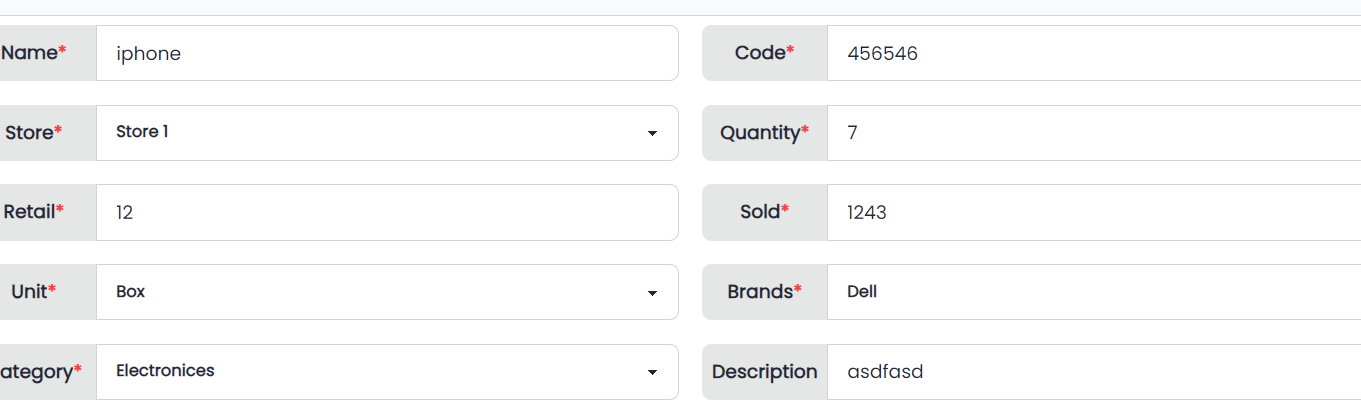 Name* iphone Code* 456546
Store* Store 1 Quantity* 7
Retail* 12 Sold* 1243
Unit* Box Brands* Dell
ategory* Electronices Description asdfasd